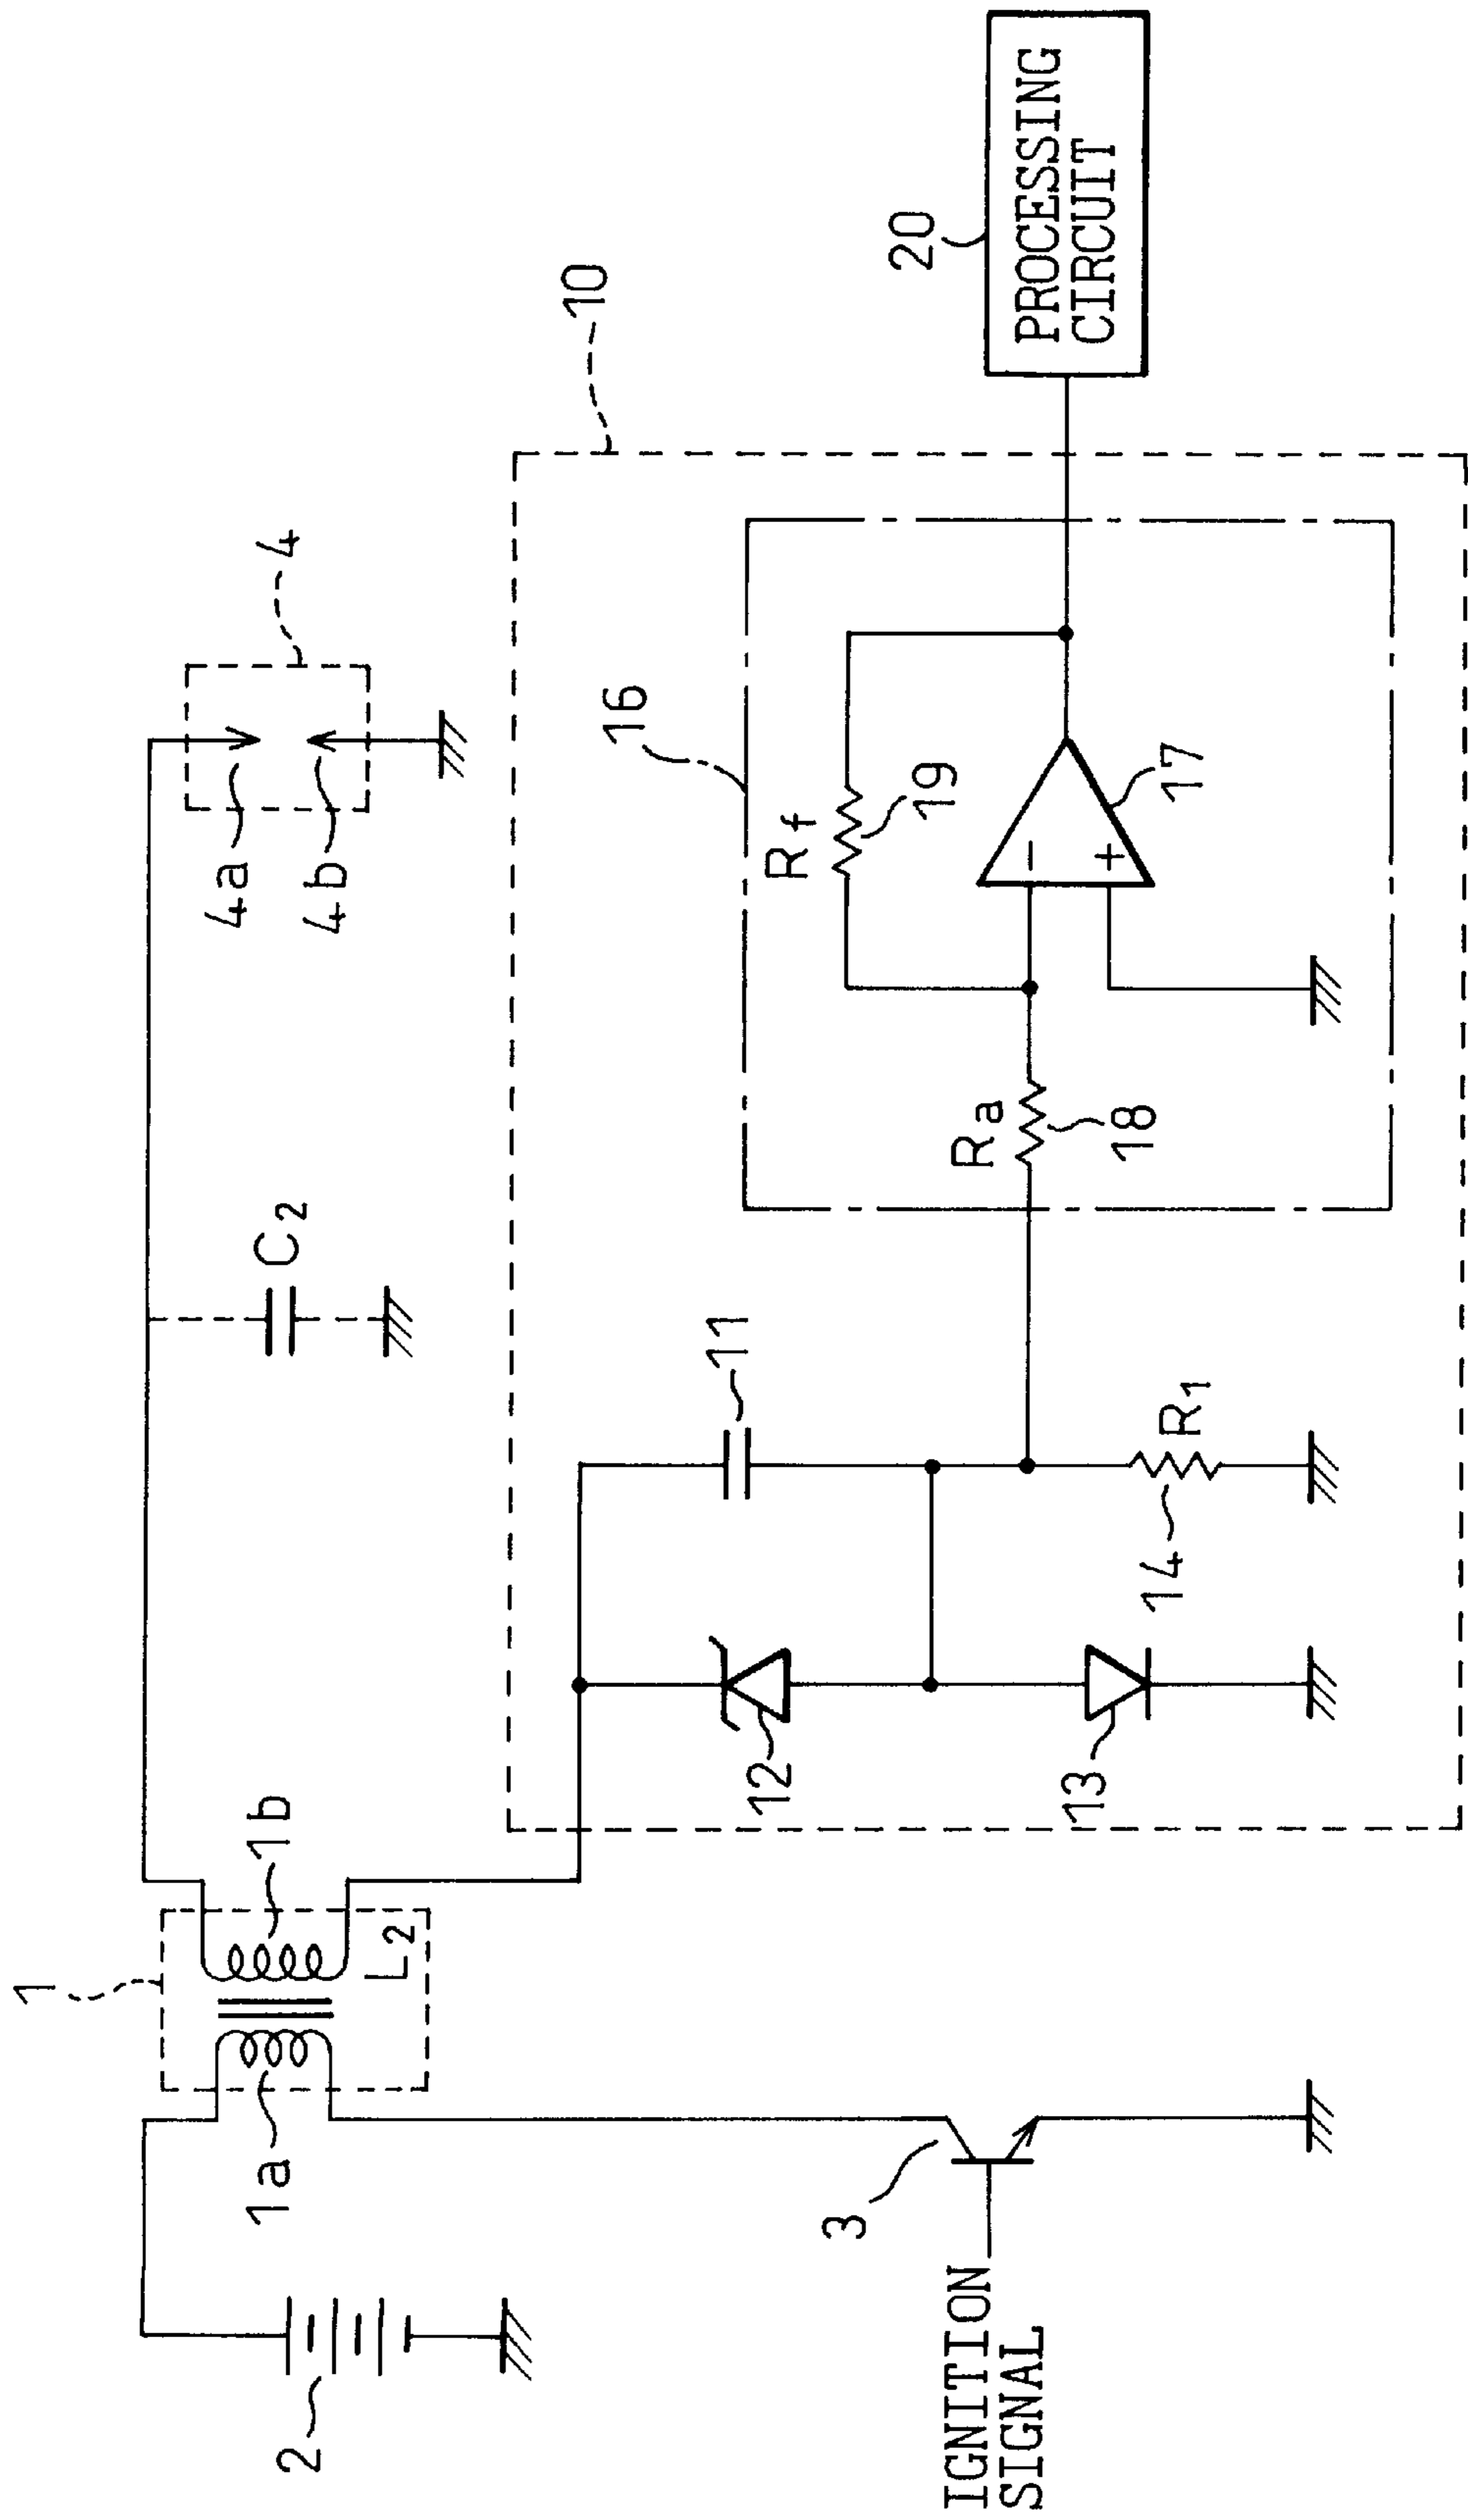 1
1a
1b
L2
2
IGNITION
SIGNAL
3
C2
4
4a
4b
10
11
12
13
14
R1
16
Ra
18
Rf
19
−
+
17
20
PROCESSING
CIRCUIT